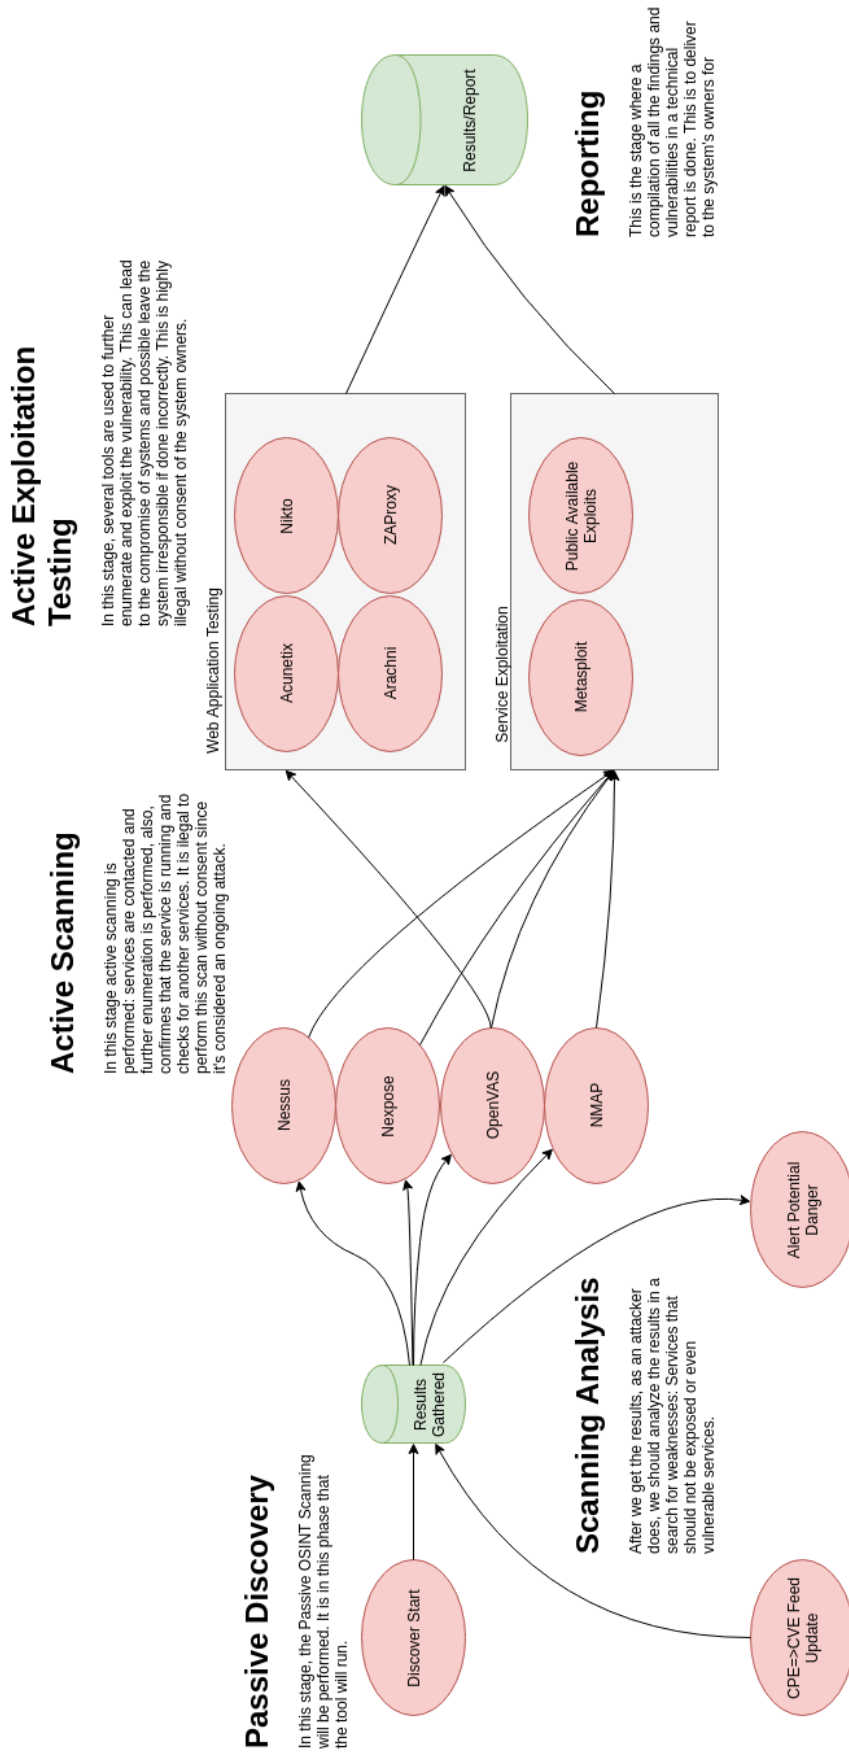 Passive Discovery
In this stage, the Passive OSINT Scanning
will be performed. It is in this phase that
the tool will run.
Discover Start
CPE=>CVE Feed
Update
Results
Gathered
Scanning Analysis
After we get the results, as an attacker
does, we should analyze the results in a
search for weaknesses: Services that
should not be exposed or even
vulnerable services.
Alert Potential
Danger
Active Scanning
In this stage active scanning is
performed: services are contacted and
further enumeration is performed, also,
confirmes that the service is running and
checks for another services. It is ilegal to
perform this scan without consent since
it's considered an ongoing attack.
Nessus
Nexpose
OpenVAS
NMAP
Active Exploitation
Testing
In this stage, several tools are used to further
enumerate and exploit the vulnerability. This can lead
to the compromise of systems and possible leave the
system irresponsible if done incorrectly. This is highly
illegal without consent of the system owners.
Web Application Testing
Acunetix
Nikto
Arachni
ZAProxy
Service Exploitation
Metasploit
Public Available
Exploits
Results/Report
Reporting
This is the stage where a
compilation of all the findings and
vulnerabilities in a technical
report is done. This is to deliver
to the system's owners for